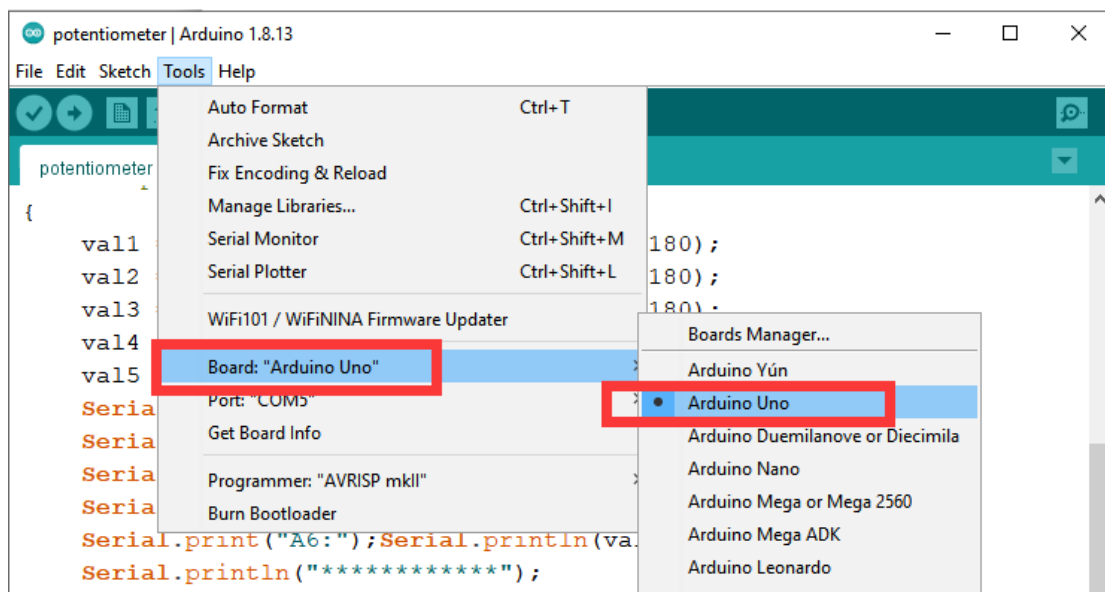 potentiometer | Arduino 1.8.13
File Edit Sketch Tools Help
potentiometer
Auto Format Ctrl+T
Archive Sketch
Fix Encoding & Reload
Manage Libraries... Ctrl+Shift+I
Serial Monitor Ctrl+Shift+M
Serial Plotter Ctrl+Shift+L
WiFi101 / WiFiNINA Firmware Updater
Board: "Arduino Uno"
Port: "COM5"
Get Board Info
Programmer: "AVRISP mkII"
Burn Bootloader
Boards Manager...
Arduino Yún
Arduino Uno
Arduino Duemilanove or Diecimila
Arduino Nano
Arduino Mega or Mega 2560
Arduino Mega ADK
Arduino Leonardo
{
val1 180);
val2 180);
val3 180);
val4
val5
Seria
Seria
Seria
Seria
Serial.print("A6:");Serial.println(va
Serial.println("************");